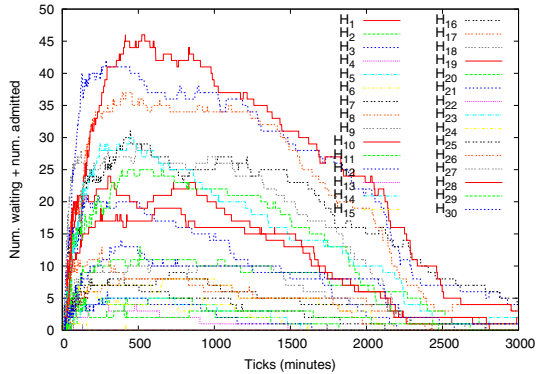 50
45
40
35
30
25
20
15
10
5
0
Num. waiting + num. admitted
0 500 1000 1500 2000 2500 3000
Ticks (minutes)
H1 H16
H2 H17
H3 H18
H4 H19
H5 H20
H6 H21
H7 H22
H8 H23
H9 H24
H10 H25
H11 H26
H12 H27
H13 H28
H14 H29
H15 H30